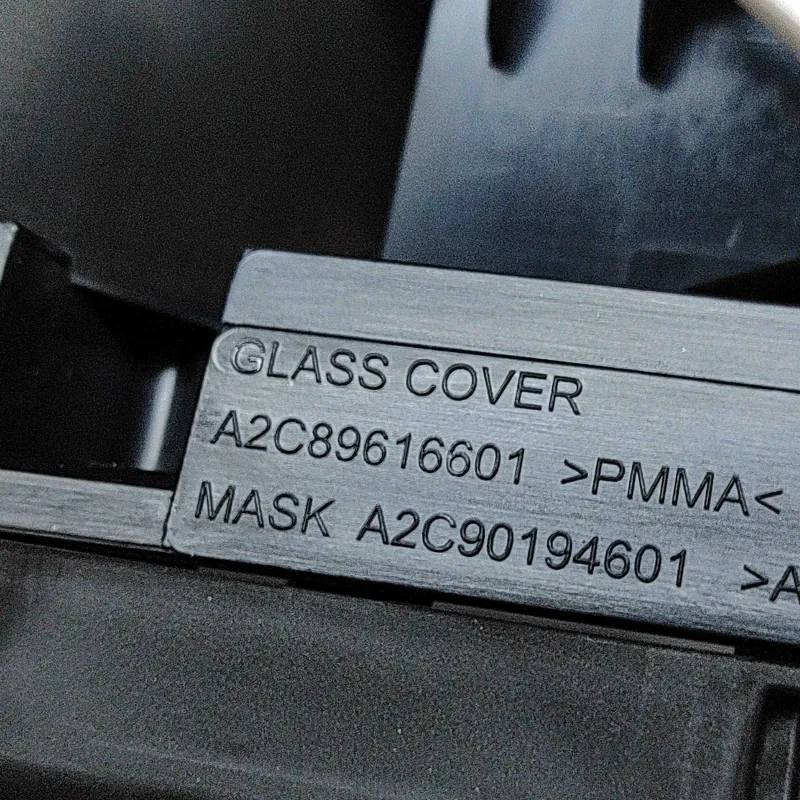 GLASS COVER
A2C89616601 >PMMA<
MASK A2C90194601 >A